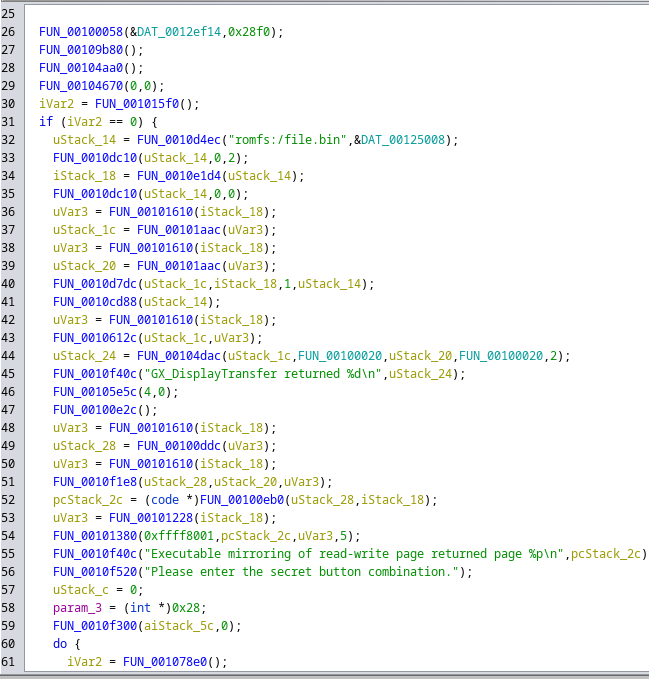 25
26 FUN_00100058(&DAT_0012ef14,0x28f0);
27 FUN_00109b80();
28 FUN_00104aa0();
29 FUN_00104670(0,0);
30 iVar2 = FUN_001015f0();
31 if (iVar2 == 0) {
32 uStack_14 = FUN_0010d4ec("romfs:/file.bin",&DAT_00125008);
33 FUN_0010dc10(uStack_14,0,2);
34 iStack_18 = FUN_0010e1d4(uStack_14);
35 FUN_0010dc10(uStack_14,0,0);
36 uVar3 = FUN_00101610(iStack_18);
37 uStack_1c = FUN_00101aac(uVar3);
38 uVar3 = FUN_00101610(iStack_18);
39 uStack_20 = FUN_00101aac(uVar3);
40 FUN_0010d7dc(uStack_1c,iStack_18,1,uStack_14);
41 FUN_0010cd88(uStack_14);
42 uVar3 = FUN_00101610(iStack_18);
43 FUN_0010612c(uStack_1c,uVar3);
44 uStack_24 = FUN_00104dac(uStack_1c,FUN_00100020,uStack_20,FUN_00100020,2);
45 FUN_0010f40c("GX_DisplayTransfer returned %d\n",uStack_24);
46 FUN_00105e5c(4,0);
47 FUN_00100e2c();
48 uVar3 = FUN_00101610(iStack_18);
49 uStack_28 = FUN_00100ddc(uVar3);
50 uVar3 = FUN_00101610(iStack_18);
51 FUN_0010f1e8(uStack_28,uStack_20,uVar3);
52 pcStack_2c = (code *)FUN_00100eb0(uStack_28,iStack_18);
53 uVar3 = FUN_00101228(iStack_18);
54 FUN_00101380(0xffff8001,pcStack_2c,uVar3,5);
55 FUN_0010f40c("Executable mirroring of read-write page returned page %p\n",pcStack_2c)
56 FUN_0010f520("Please enter the secret button combination.");
57 uStack_c = 0;
58 param_3 = (int *)0x28;
59 FUN_0010f300(aiStack_5c,0);
60 do {
61 iVar2 = FUN_001078e0();